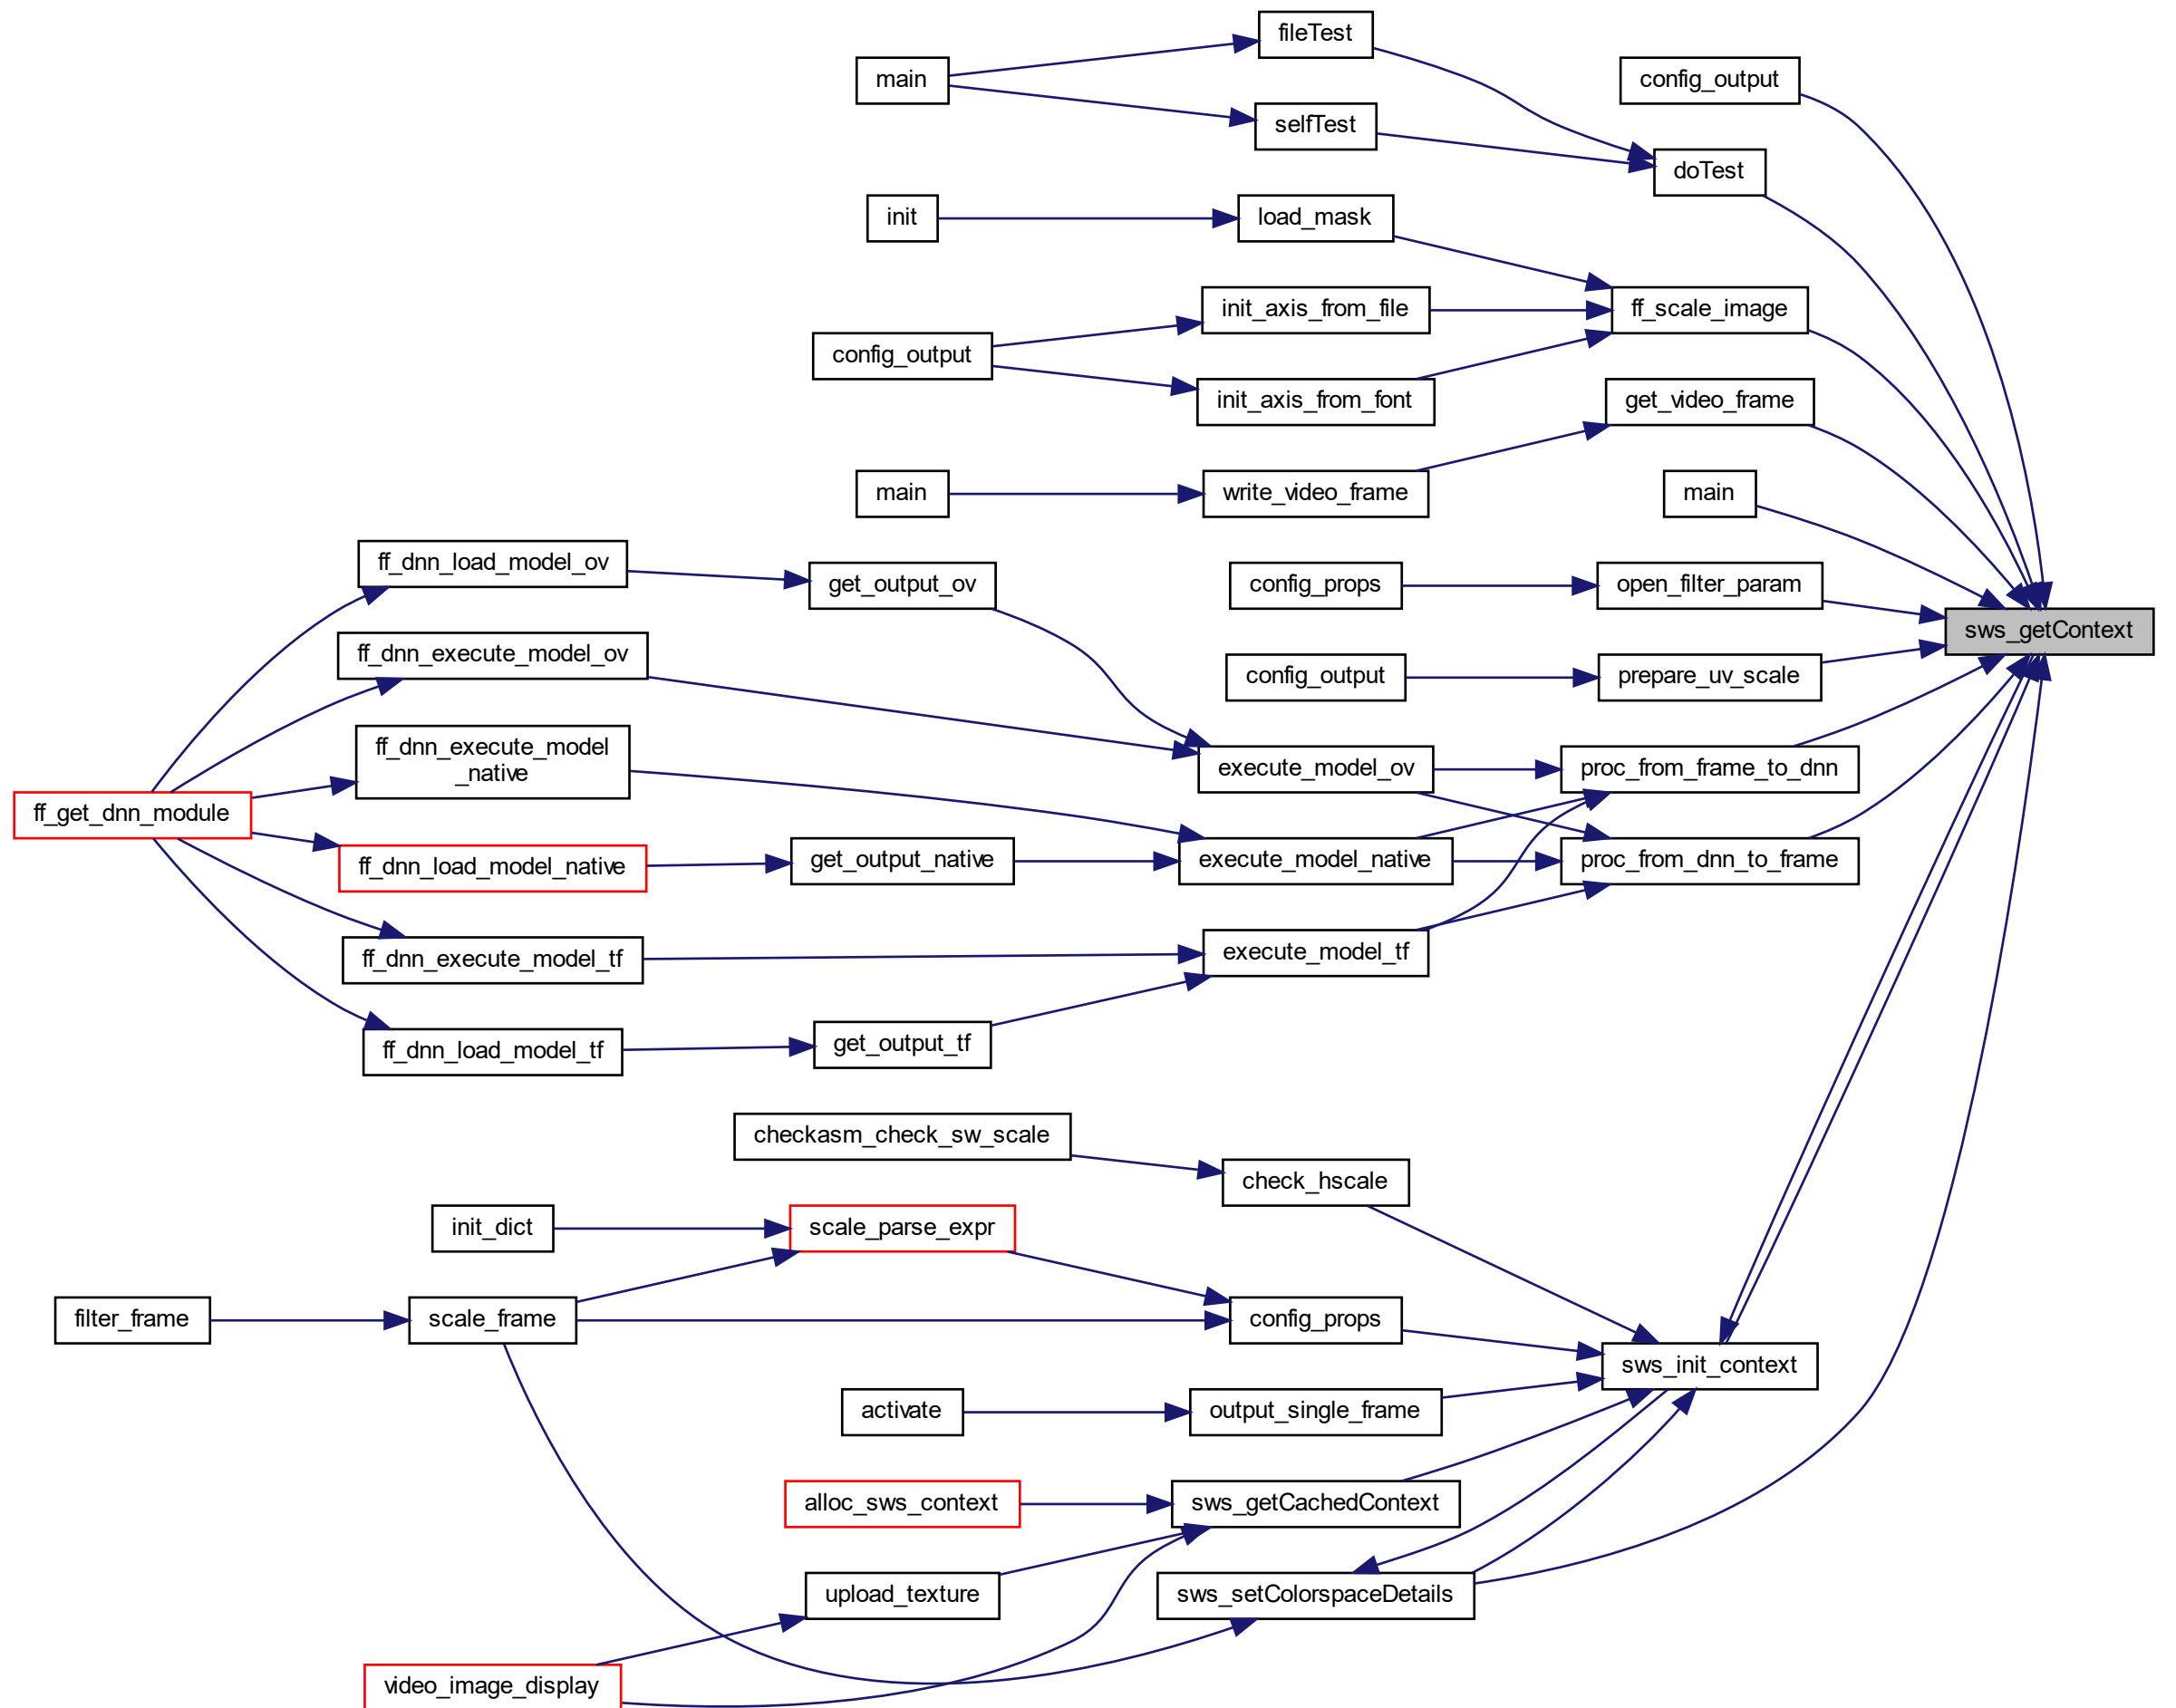 fileTest
main
config_output
selfTest
doTest
init
load_mask
init_axis_from_file
ff_scale_image
config_output
init_axis_from_font
get_video_frame
main
write_video_frame
main
ff_dnn_load_model_ov
get_output_ov
config_props
open_filter_param
sws_getContext
ff_dnn_execute_model_ov
config_output
prepare_uv_scale
ff_dnn_execute_model
_native
execute_model_ov
proc_from_frame_to_dnn
ff_get_dnn_module
ff_dnn_load_model_native
get_output_native
execute_model_native
proc_from_dnn_to_frame
ff_dnn_execute_model_tf
execute_model_tf
ff_dnn_load_model_tf
get_output_tf
checkasm_check_sw_scale
check_hscale
init_dict
scale_parse_expr
filter_frame
scale_frame
config_props
sws_init_context
activate
output_single_frame
alloc_sws_context
sws_getCachedContext
upload_texture
sws_setColorspaceDetails
video_image_display